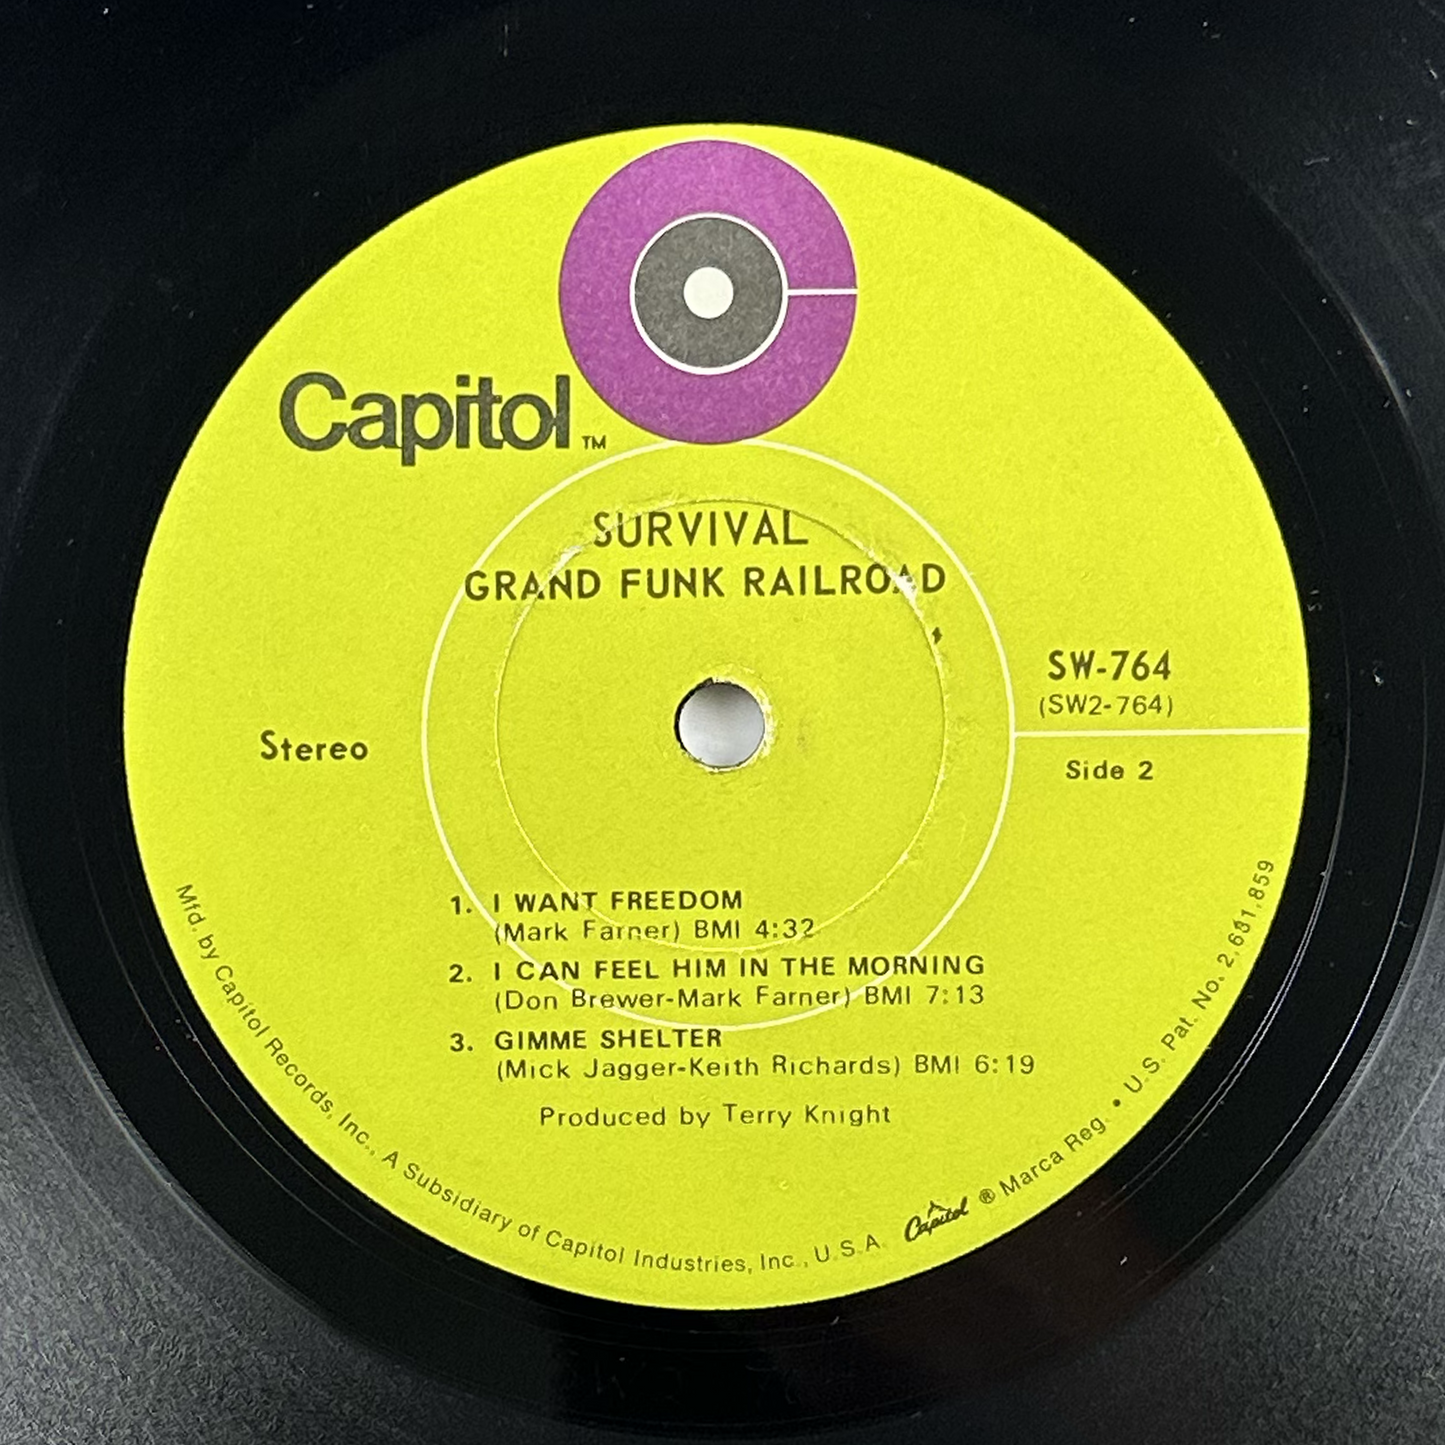 Capitol™
SURVIVAL
GRAND FUNK RAILROAD
SW-764
(SW2-764)
Stereo
Side 2
1. I WANT FREEDOM
(Mark Farner) BMI 4:32
2. I CAN FEEL HIM IN THE MORNING
(Don Brewer-Mark Farner) BMI 7:13
3. GIMME SHELTER
(Mick Jagger-Keith Richards) BMI 6:19
Produced by Terry Knight
Mfd. by Capitol Records, Inc., A Subsidiary of Capitol Industries, Inc., U.S.A. Capitol ® Marca Reg. • U.S. Pat. No. 2,631,859